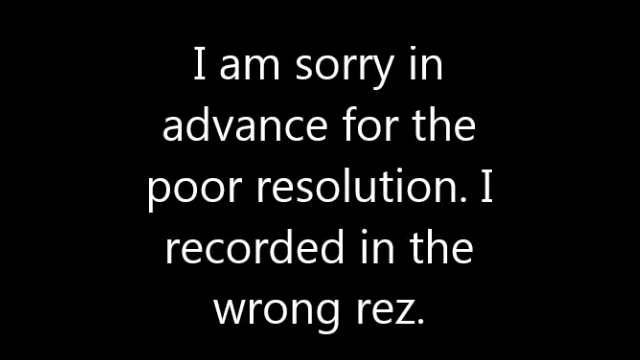 I am sorry in
advance for the
poor resolution. I
recorded in the
wrong rez.